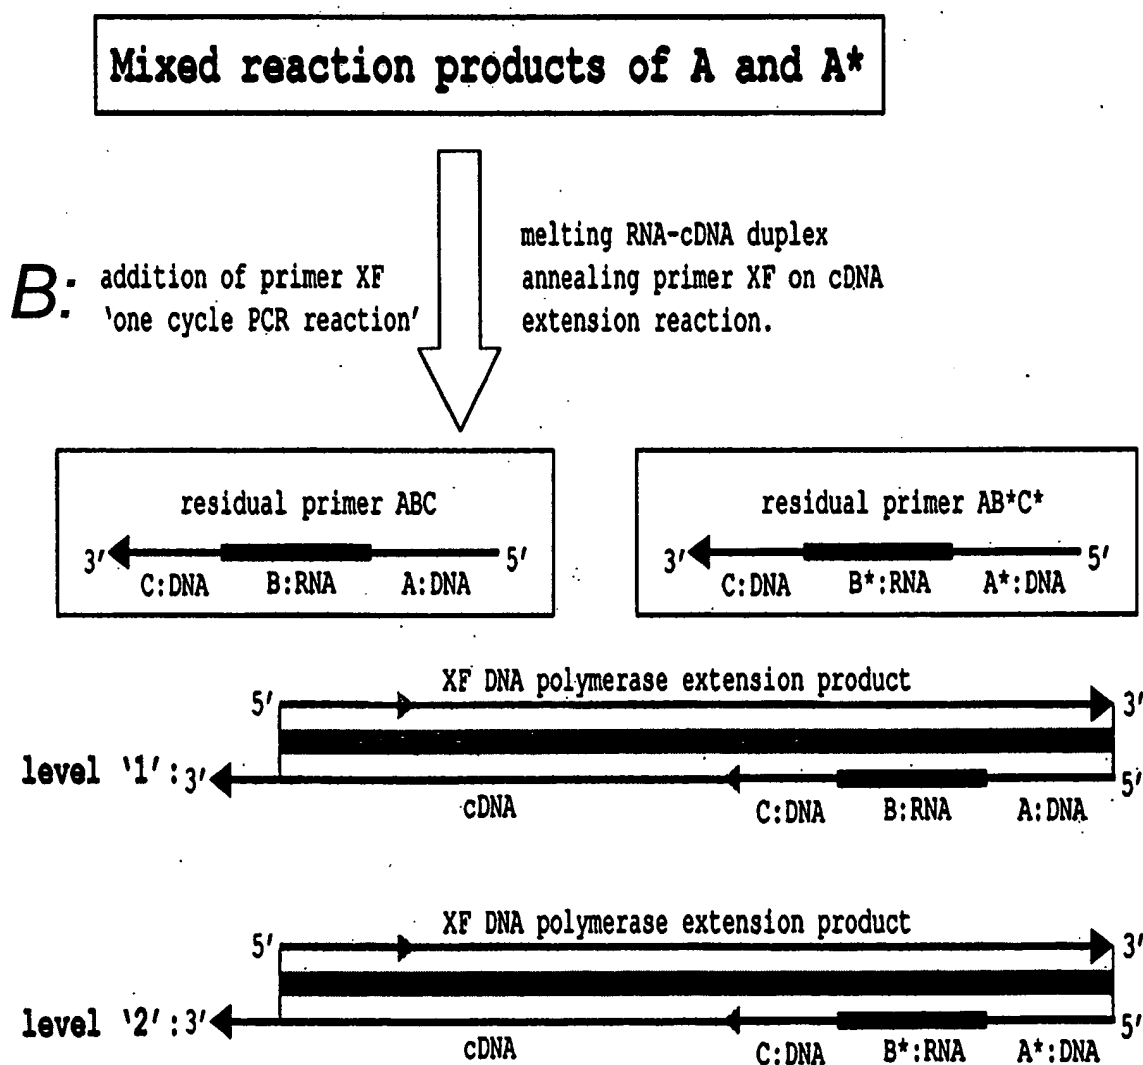 Mixed reaction products of A and A*
B: addition of primer XF
'one cycle PCR reaction'
melting RNA-cDNA duplex
annealing primer XF on cDNA
extension reaction.
residual primer ABC
3' 5'
C:DNA B:RNA A:DNA
residual primer AB*C*
3' 5'
C:DNA B*:RNA A*:DNA
XF DNA polymerase extension product
5' 3'
level '1': 3' 5'
cDNA C:DNA B:RNA A:DNA
XF DNA polymerase extension product
5' 3'
level '2': 3' 5'
cDNA C:DNA B*:RNA A*:DNA